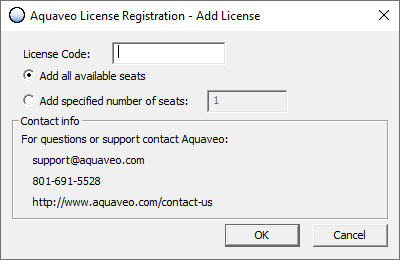 Aquaveo License Registration - Add License
License Code:
Add all available seats
Add specified number of seats: 1
Contact info
For questions or support contact Aquaveo:
support@aquaveo.com
801-691-5528
http://www.aquaveo.com/contact-us
OK Cancel